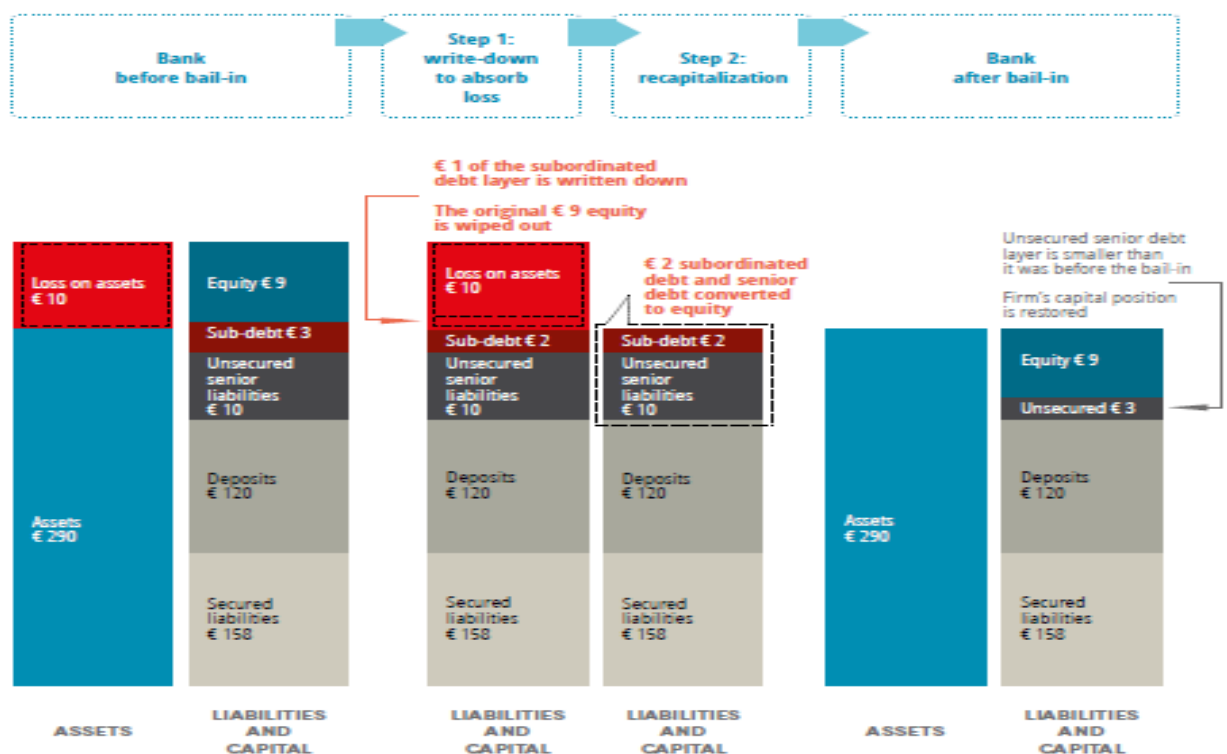 Bank
before bail-in
Step 1:
write-down
to absorb
loss
Step 2:
recapitalization
Bank
after bail-in
€ 1 of the subordinated
debt layer is written down
The original € 9 equity
is wiped out
€ 2 subordinated
debt and senior
debt converted
to equity
Unsecured senior debt
layer is smaller than
it was before the bail-in
Firm's capital position
is restored
Loss on assets
€ 10
Assets
€ 290
Equity € 9
Sub-debt € 3
Unsecured
senior
liabilities
€ 10
Deposits
€ 120
Secured
liabilities
€ 158
Loss on assets
€ 10
Sub-debt € 2
Unsecured
senior
liabilities
€ 10
Deposits
€ 120
Secured
liabilities
€ 158
Sub-debt € 2
Unsecured
senior
liabilities
€ 10
Deposits
€ 120
Secured
liabilities
€ 158
Assets
€ 290
Equity € 9
Unsecured € 3
Deposits
€ 120
Secured
liabilities
€ 158
ASSETS
LIABILITIES
AND
CAPITAL
LIABILITIES
AND
CAPITAL
LIABILITIES
AND
CAPITAL
ASSETS
LIABILITIES
AND
CAPITAL